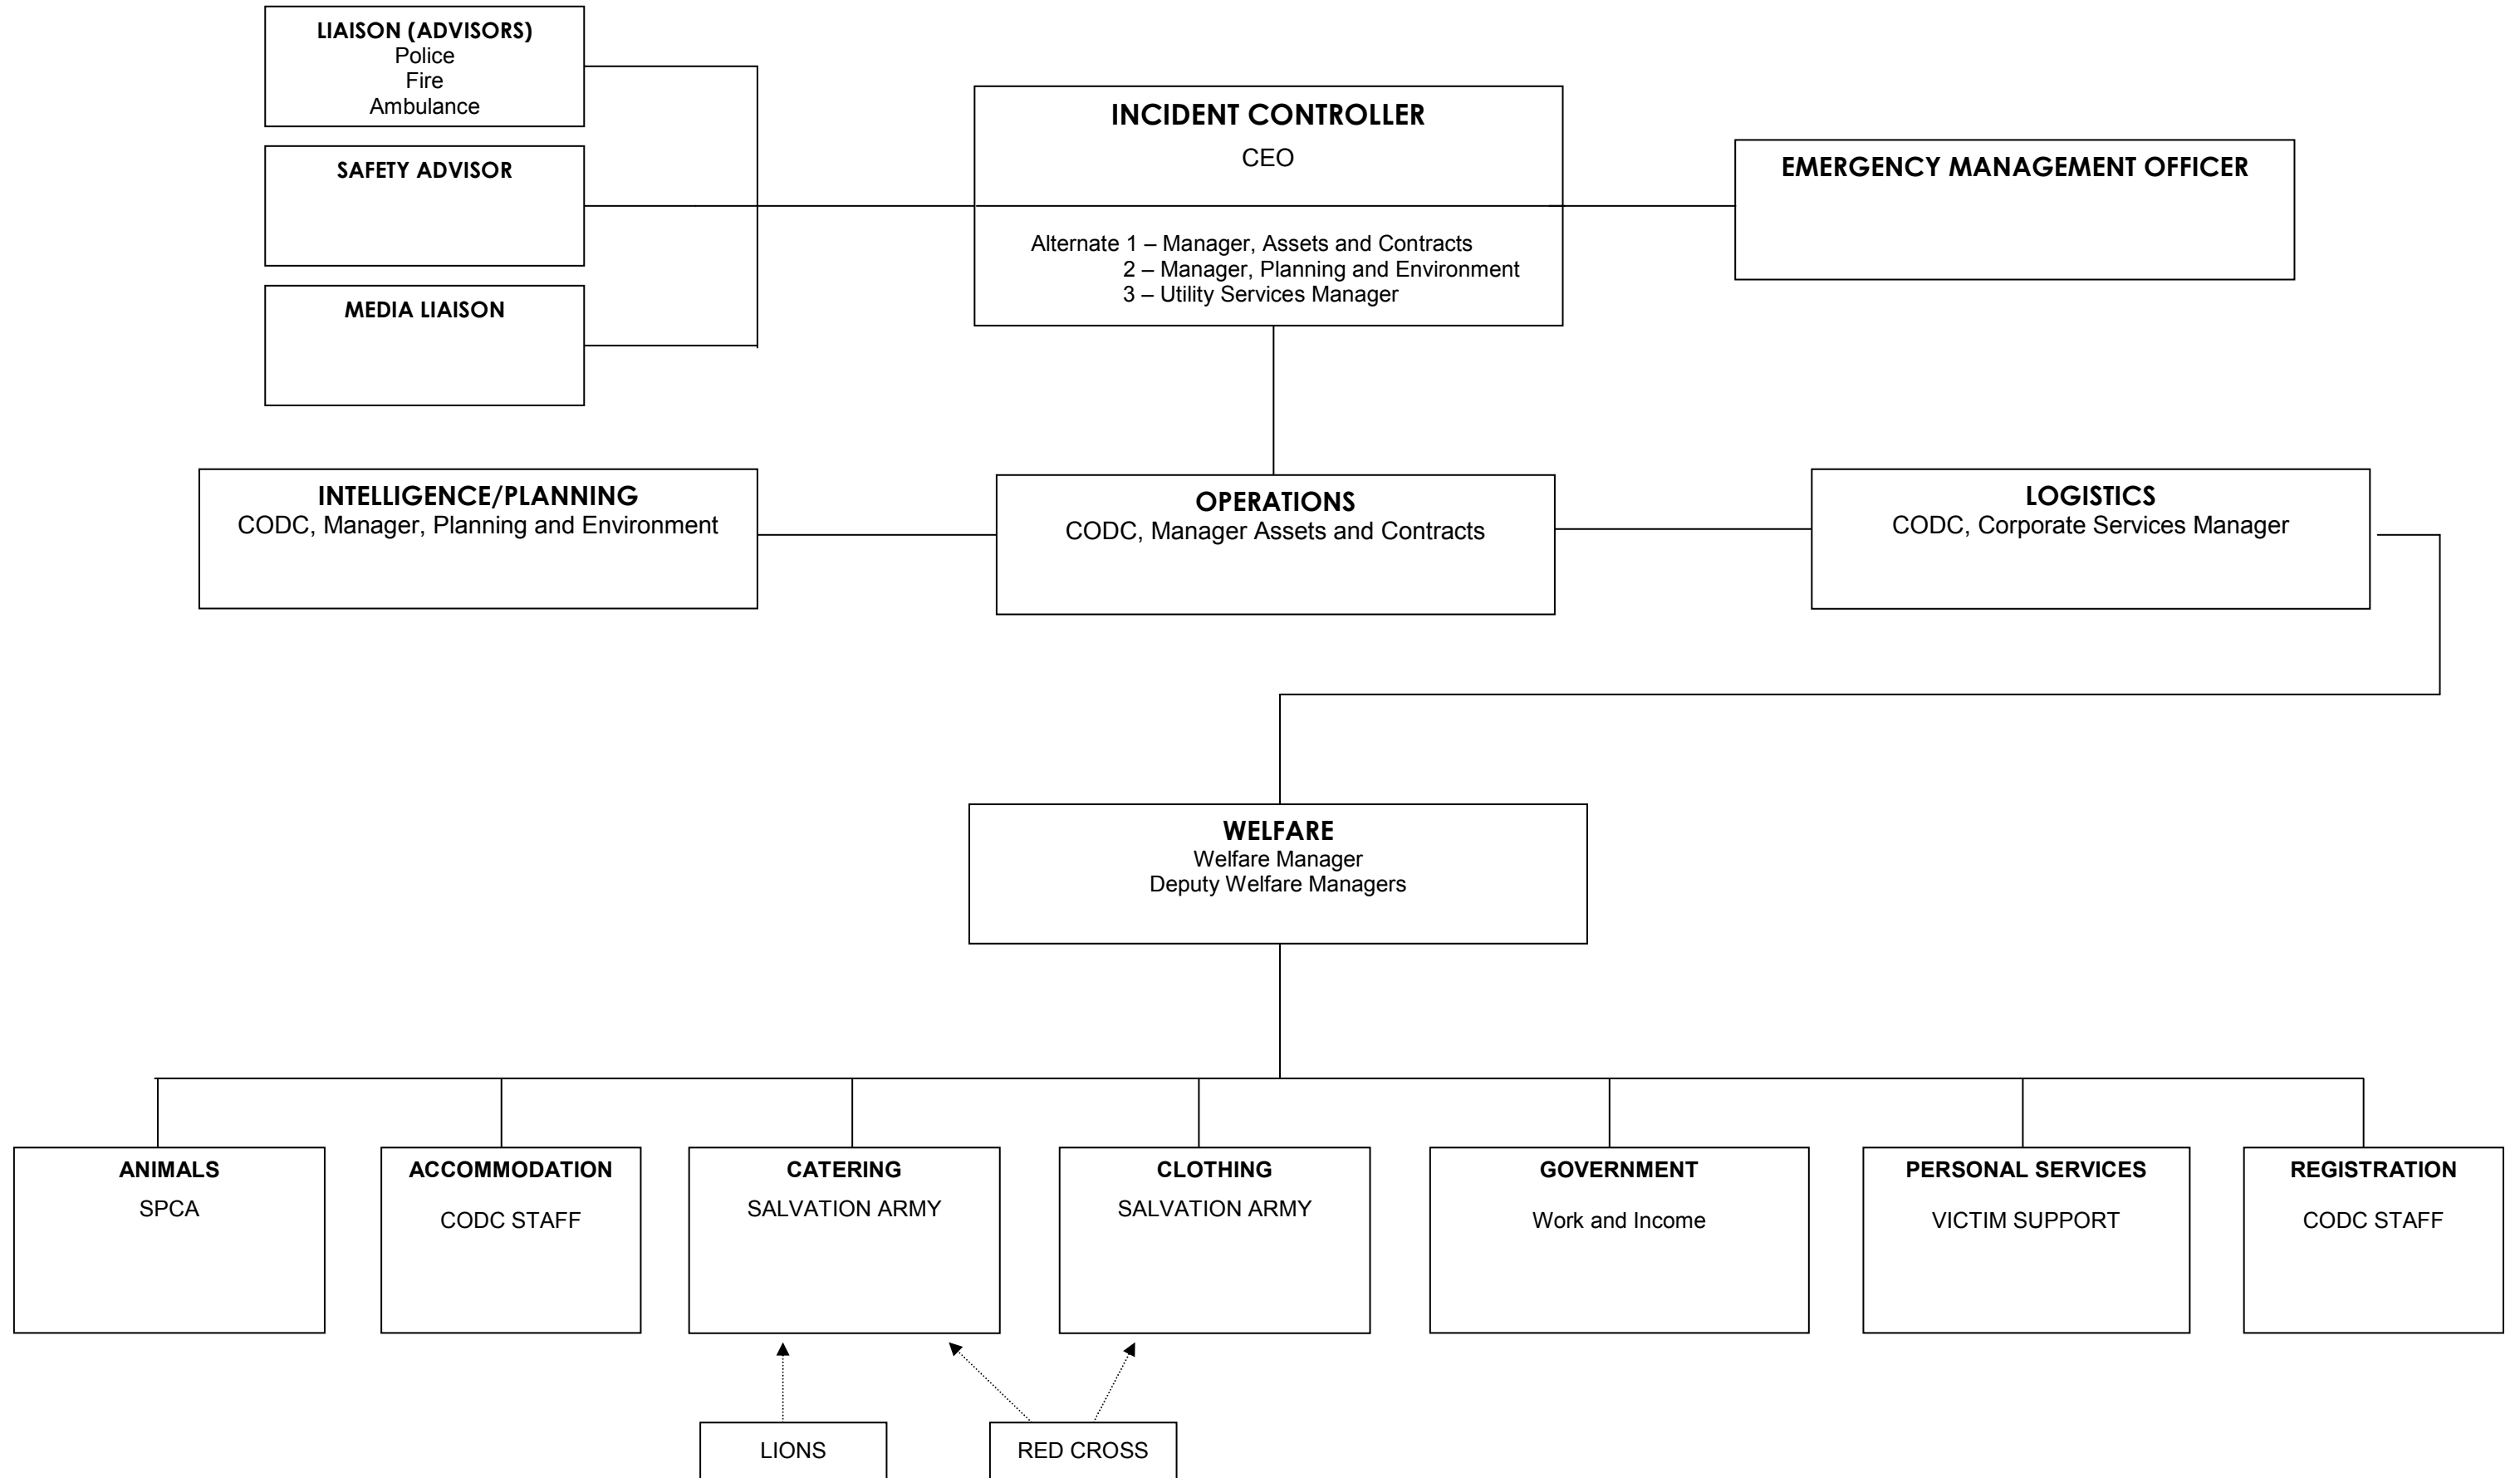 LIAISON (ADVISORS)
Police
Fire
Ambulance
SAFETY ADVISOR
MEDIA LIAISON
INCIDENT CONTROLLER
CEO
Alternate 1 – Manager, Assets and Contracts
2 – Manager, Planning and Environment
3 – Utility Services Manager
EMERGENCY MANAGEMENT OFFICER
INTELLIGENCE/PLANNING
CODC, Manager, Planning and Environment
OPERATIONS
CODC, Manager Assets and Contracts
LOGISTICS
CODC, Corporate Services Manager
WELFARE
Welfare Manager
Deputy Welfare Managers
ANIMALS
SPCA
ACCOMMODATION
CODC STAFF
CATERING
SALVATION ARMY
CLOTHING
SALVATION ARMY
GOVERNMENT
Work and Income
PERSONAL SERVICES
VICTIM SUPPORT
REGISTRATION
CODC STAFF
LIONS
RED CROSS